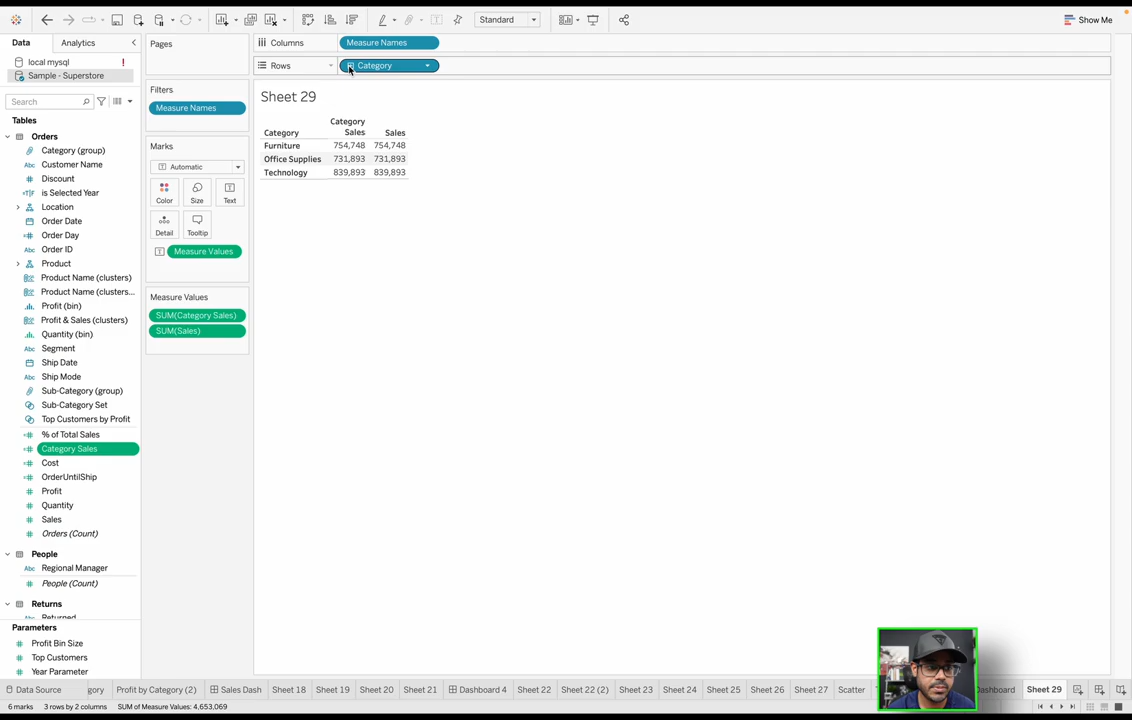 Standard
Show Me
Data
Analytics
local mysql
!
Sample - Superstore
Search
Tables
Orders
Category (group)
Abc Customer Name
Discount
is Selected Year
Location
Order Date
Order Day
Abc Order ID
Product
Product Name (clusters)
Product Name (clusters...
Profit (bin)
Profit & Sales (clusters)
Quantity (bin)
Abc Segment
Ship Date
Abc Ship Mode
Sub-Category (group)
Sub-Category Set
Top Customers by Profit
% of Total Sales
Category Sales
Cost
OrderUntilShip
Profit
Quantity
Sales
Orders (Count)
People
Abc Regional Manager
People (Count)
Returns
Returned
Parameters
Profit Bin Size
Top Customers
Year Parameter
Pages
Filters
Measure Names
Marks
Automatic
Color
Size
Text
Detail
Tooltip
Measure Values
Measure Values
SUM(Category Sales)
SUM(Sales)
Columns
Measure Names
Rows
Category
Sheet 29
Category
Category Sales Sales
Furniture 754,748 754,748
Office Supplies 731,893 731,893
Technology 839,893 839,893
Data Source gory Profit by Category (2) Sales Dash Sheet 18 Sheet 19 Sheet 20 Sheet 21 Dashboard 4 Sheet 22 Sheet 22 (2) Sheet 23 Sheet 24 Sheet 25 Sheet 26 Sheet 27 Scatter Dashboard Sheet 29
6 marks 3 rows by 2 columns SUM of Measure Values: 4,653,069